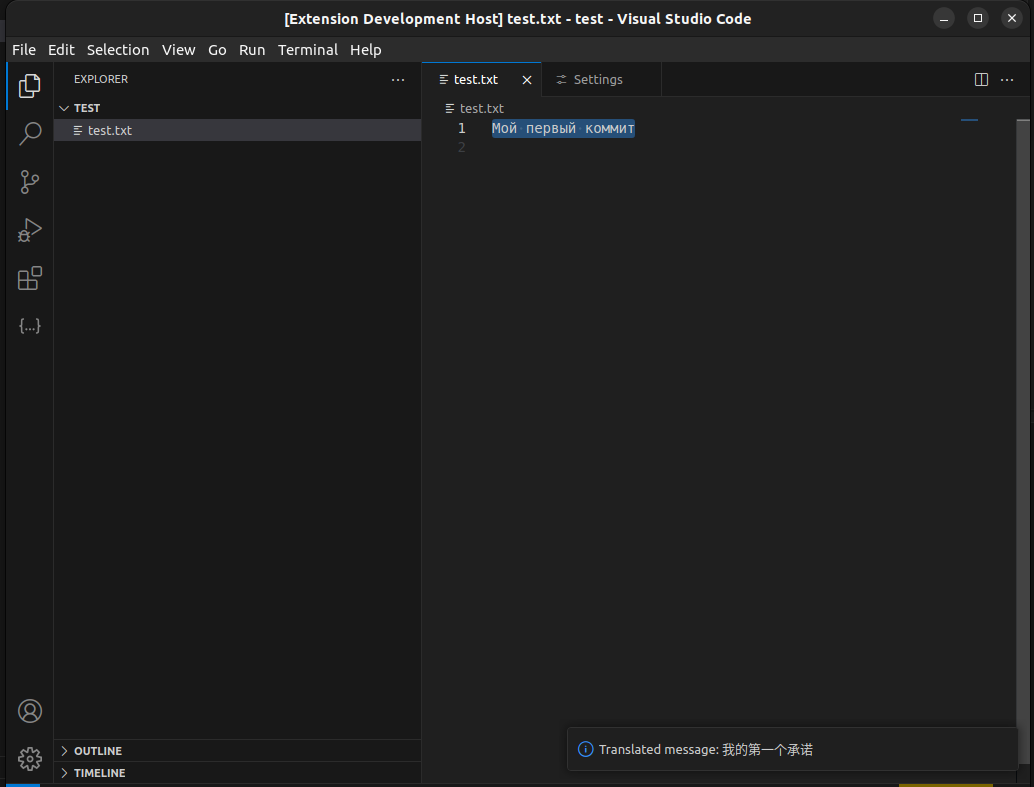 [Extension Development Host] test.txt - test - Visual Studio Code
File Edit Selection View Go Run Terminal Help
EXPLORER
TEST
test.txt
test.txt
Settings
test.txt
1 Мой первый коммит
2
OUTLINE
TIMELINE
Translated message: 我的第一个承诺